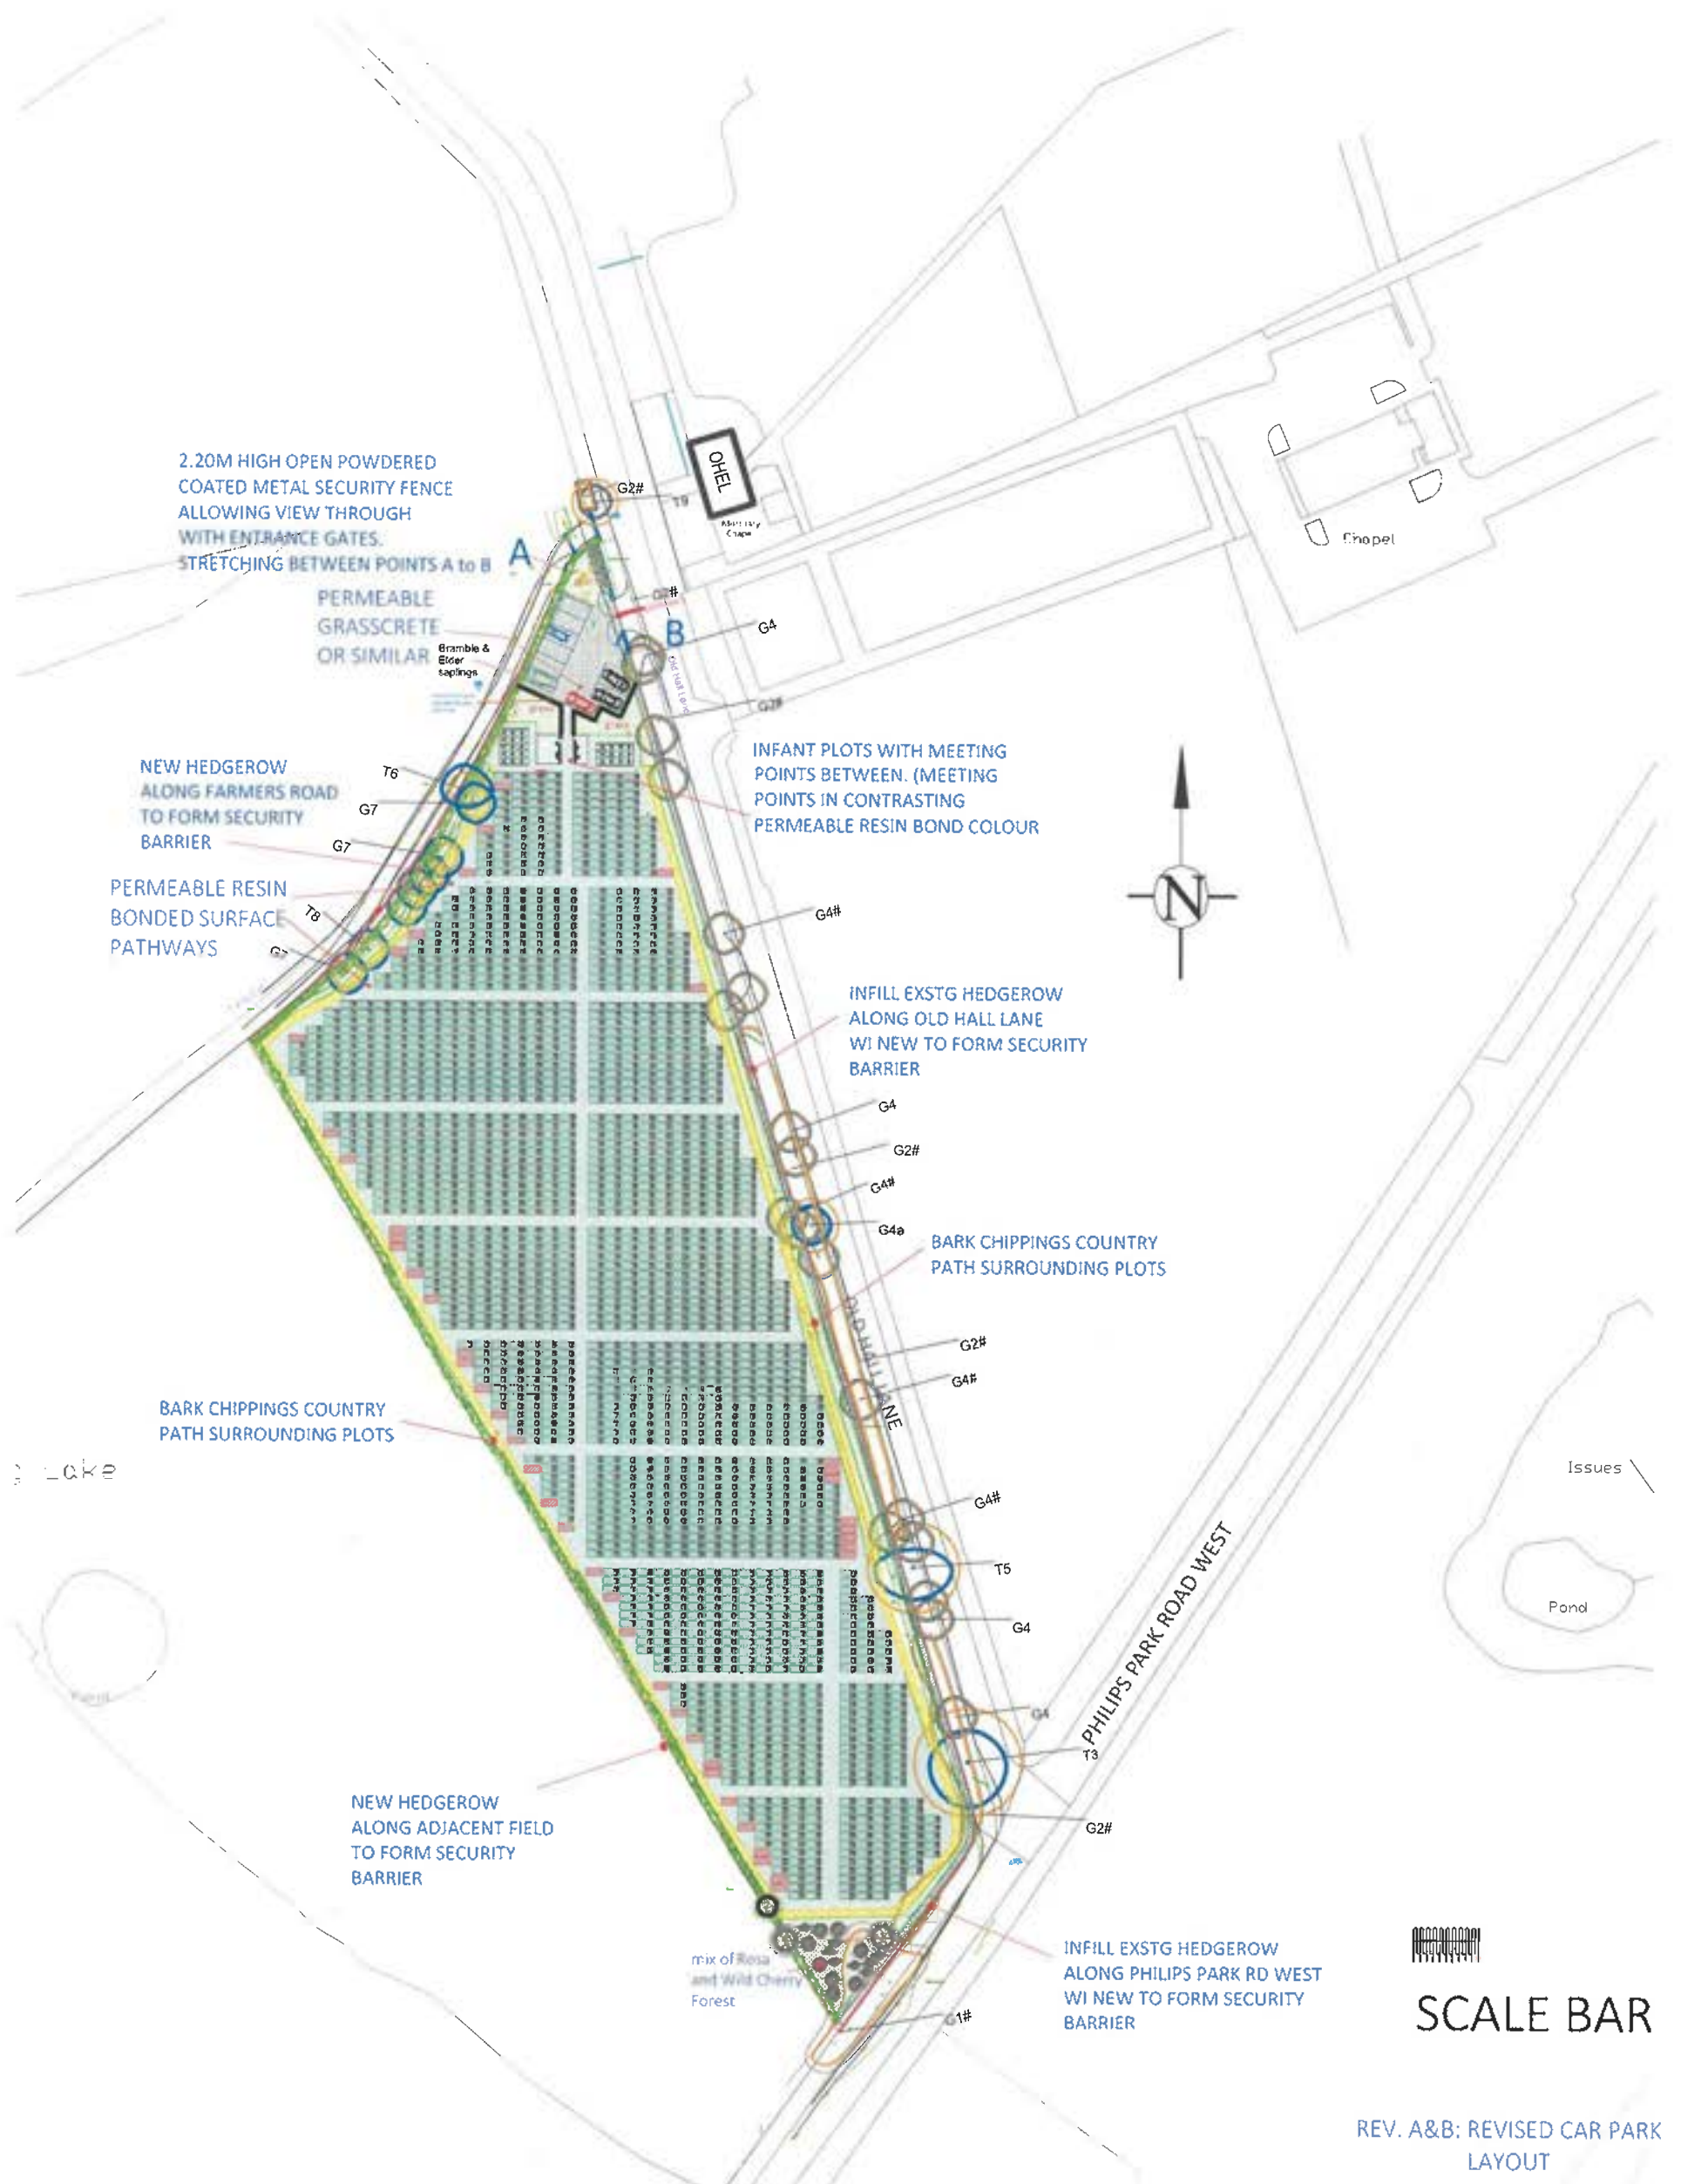 OHEL
Chapel
2.20M HIGH OPEN POWDERED
COATED METAL SECURITY FENCE
ALLOWING VIEW THROUGH
WITH ENTRANCE GATES.
STRETCHING BETWEEN POINTS A to B
A
G2#
T9
PERMEABLE
GRASSCRETE
OR SIMILAR
Bramble &
Elder
saplings
B
G4
Old Hall Lane
G2#
INFANT PLOTS WITH MEETING
POINTS BETWEEN. (MEETING
POINTS IN CONTRASTING
PERMEABLE RESIN BOND COLOUR
NEW HEDGEROW
ALONG FARMERS ROAD
TO FORM SECURITY
BARRIER
T6
G7
G7
PERMEABLE RESIN
BONDED SURFACE
PATHWAYS
T8
N
G4#
INFILL EXSTG HEDGEROW
ALONG OLD HALL LANE
WI NEW TO FORM SECURITY
BARRIER
G4
G2#
G4#
G4a
BARK CHIPPINGS COUNTRY
PATH SURROUNDING PLOTS
OLD HALL LANE
G2#
G4#
BARK CHIPPINGS COUNTRY
PATH SURROUNDING PLOTS
Lake
Issues
G4#
T5
G4
Pond
PHILIPS PARK ROAD WEST
G4
T3
G2#
NEW HEDGEROW
ALONG ADJACENT FIELD
TO FORM SECURITY
BARRIER
mix of Rosa
and Wild Cherry
Forest
INFILL EXSTG HEDGEROW
ALONG PHILIPS PARK RD WEST
WI NEW TO FORM SECURITY
BARRIER
G1#
SCALE BAR
REV. A&B: REVISED CAR PARK
LAYOUT